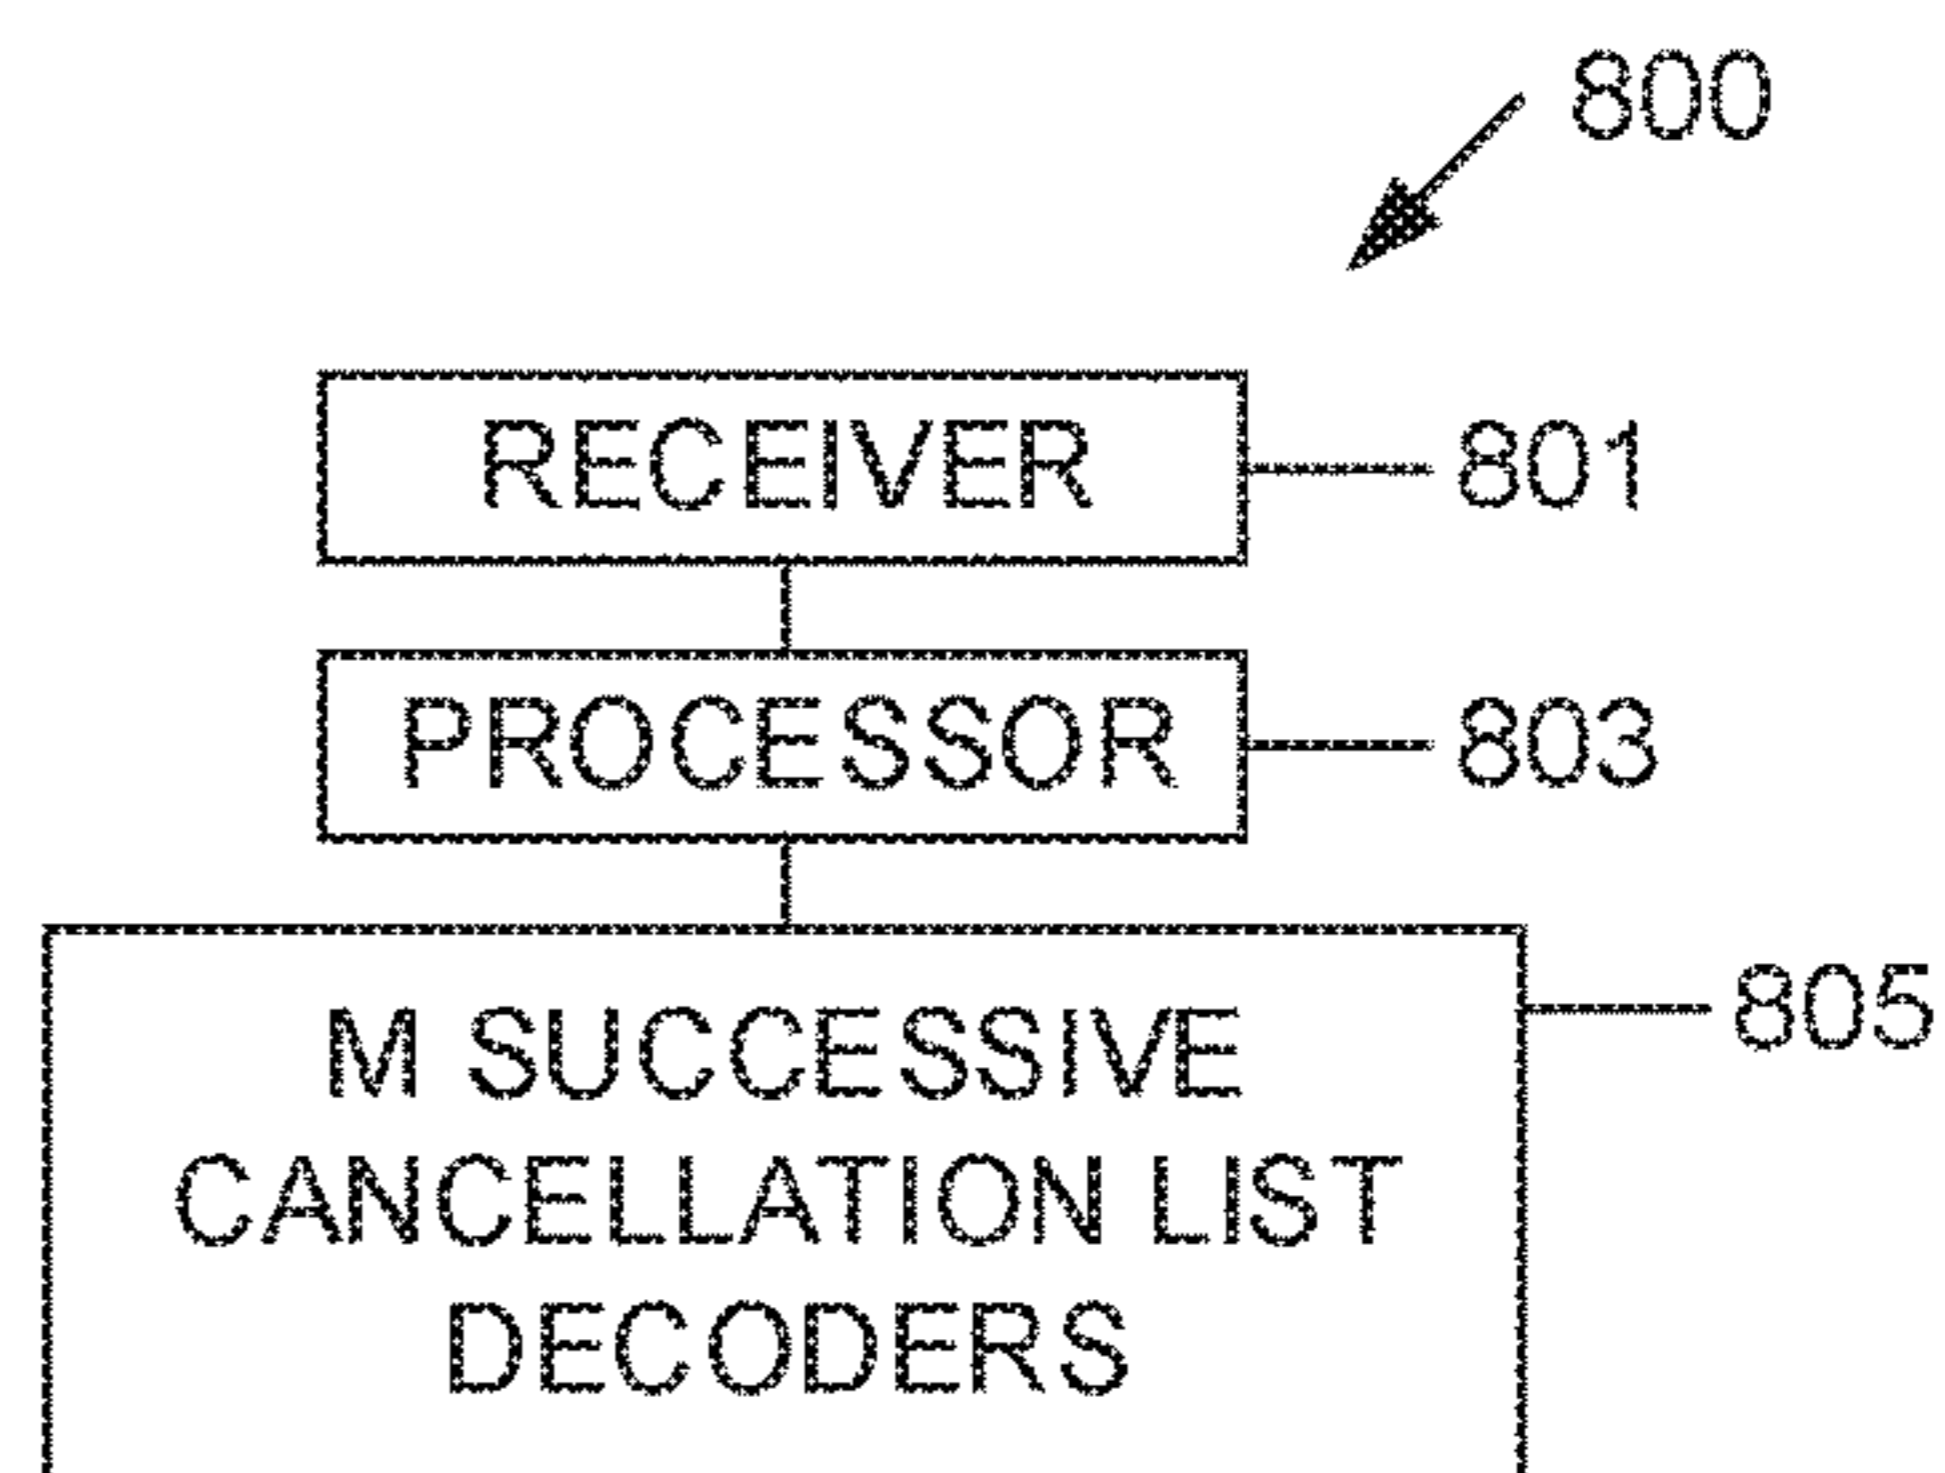 800
RECEIVER 801
PROCESSOR 803
M SUCCESSIVE 805
CANCELLATION LIST
DECODERS